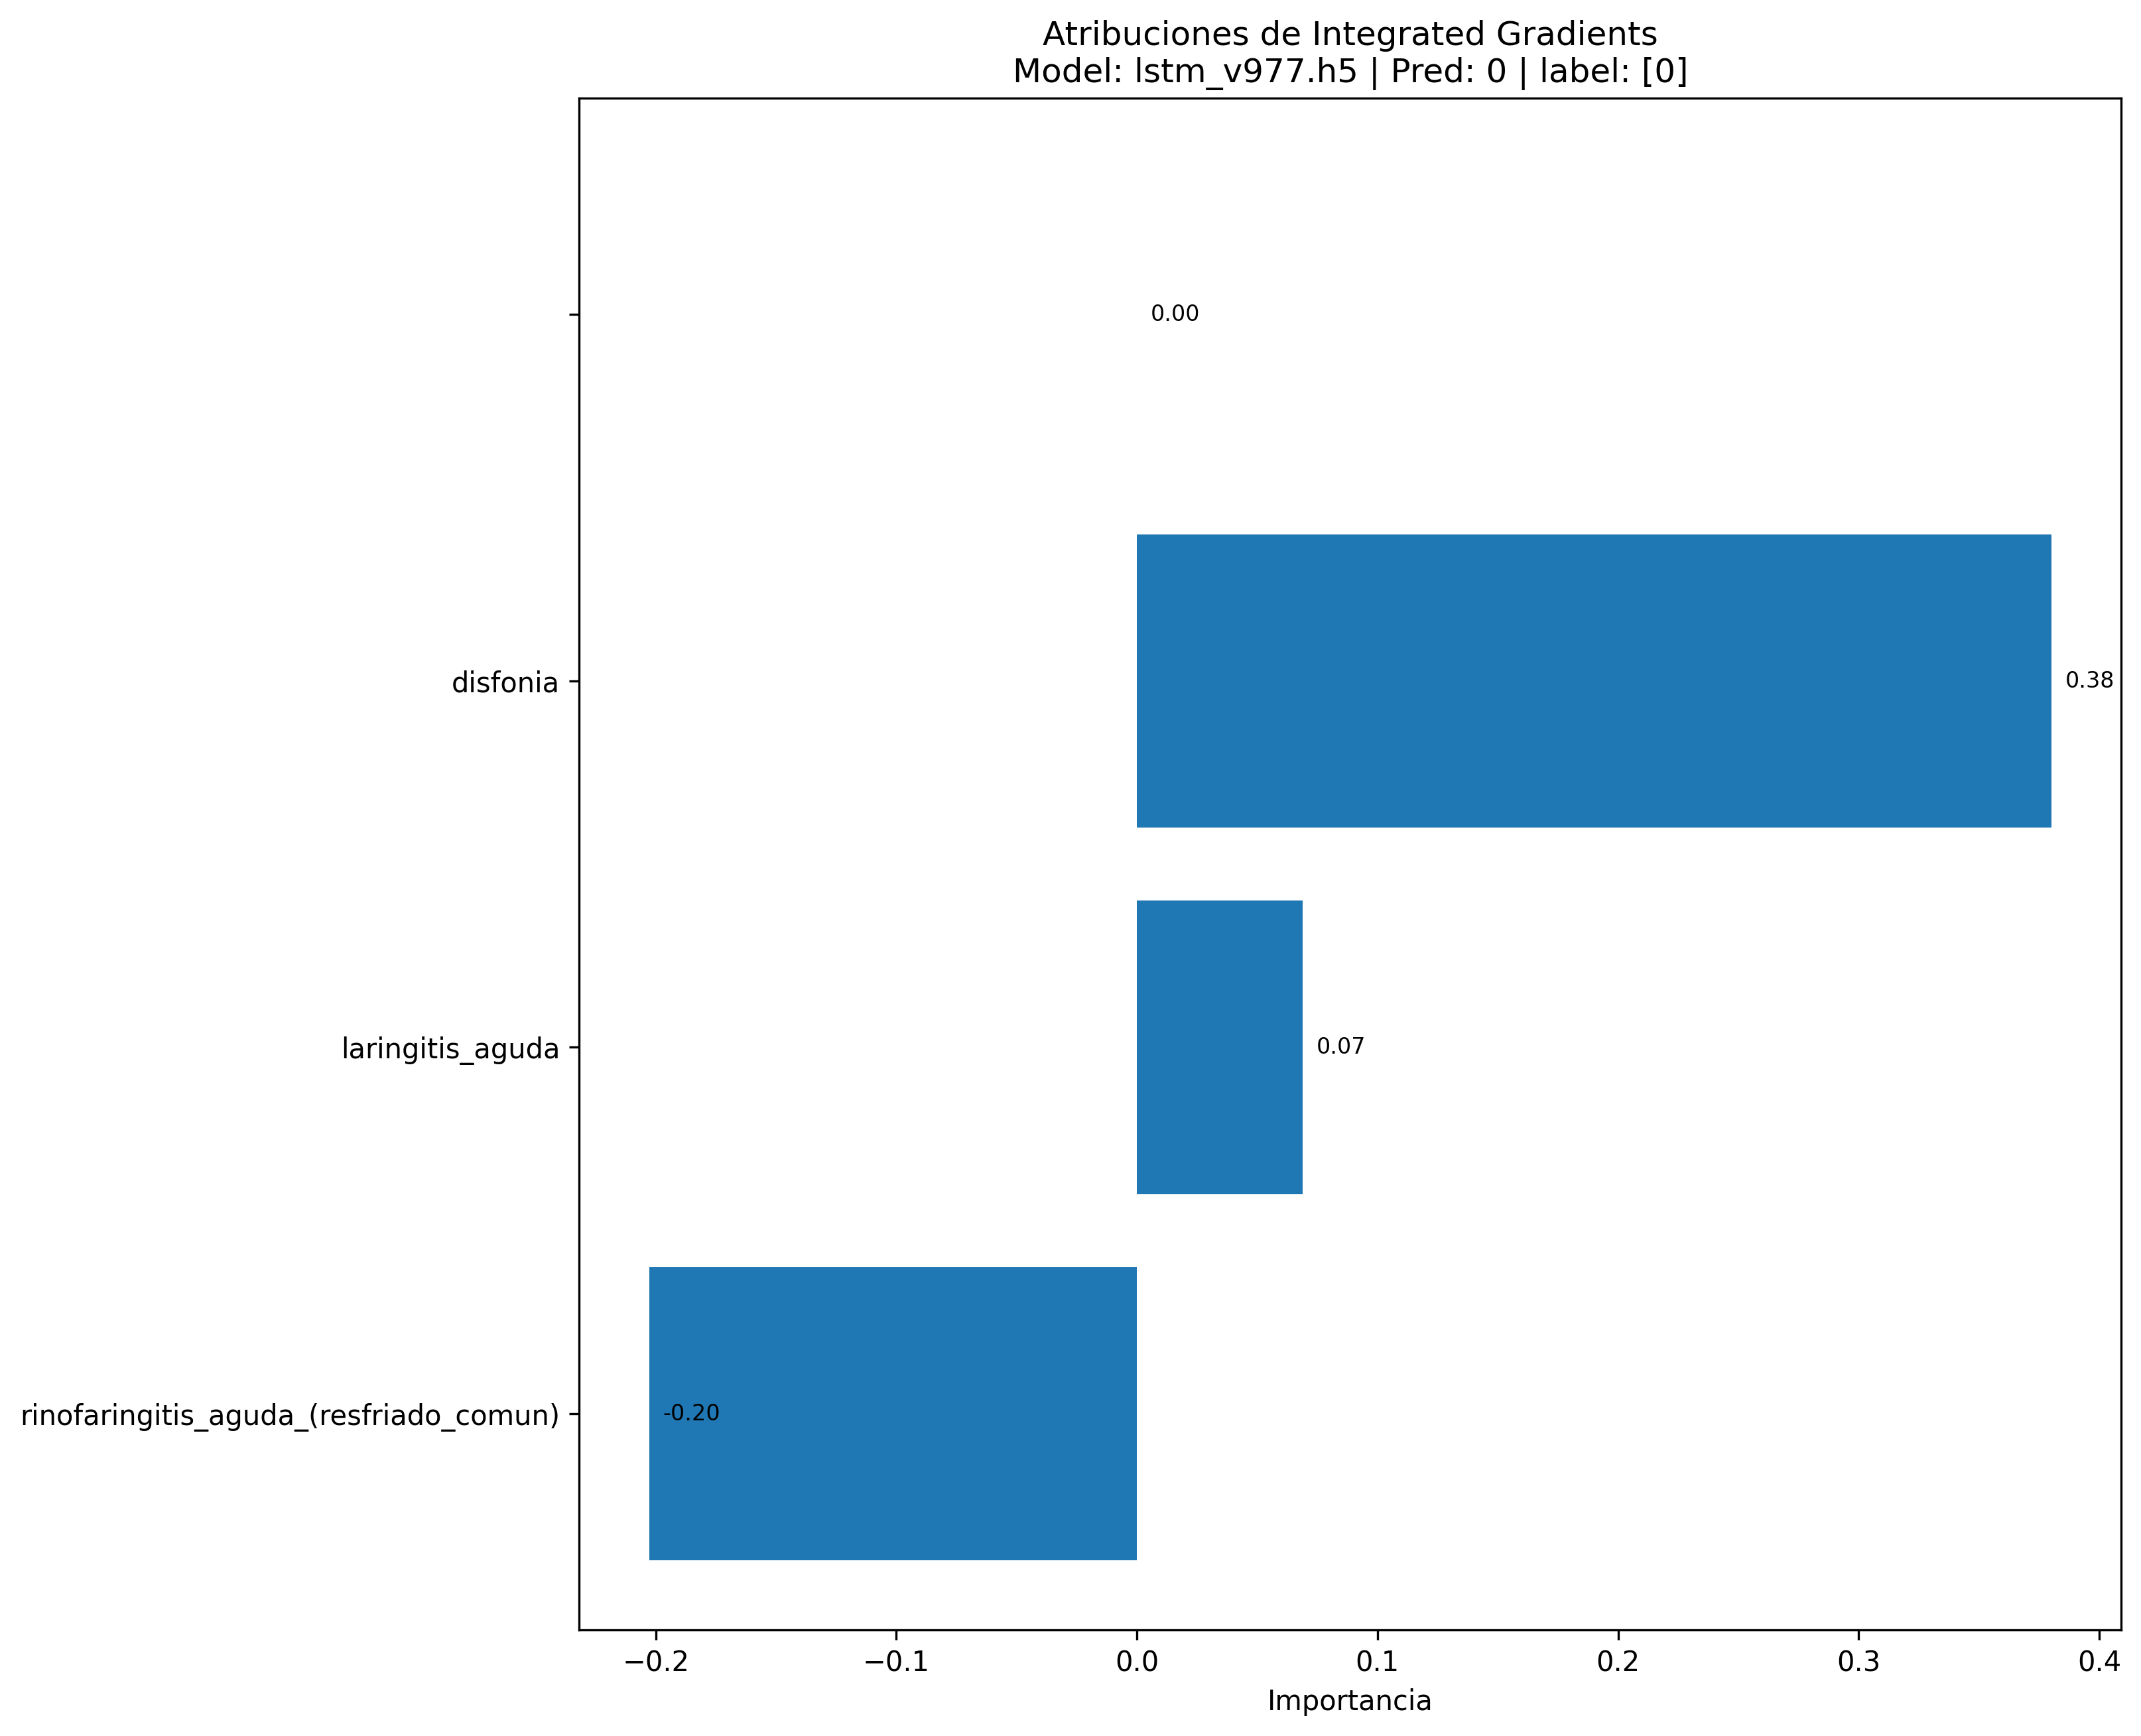 Atribuciones de Integrated Gradients
Model: lstm_v977.h5 | Pred: 0 | label: [0]
0.00
disfonia
0.38
laringitis_aguda
0.07
rinofaringitis_aguda_(resfriado_comun)
-0.20
−0.2
−0.1
0.0
0.1
0.2
0.3
0.4
Importancia